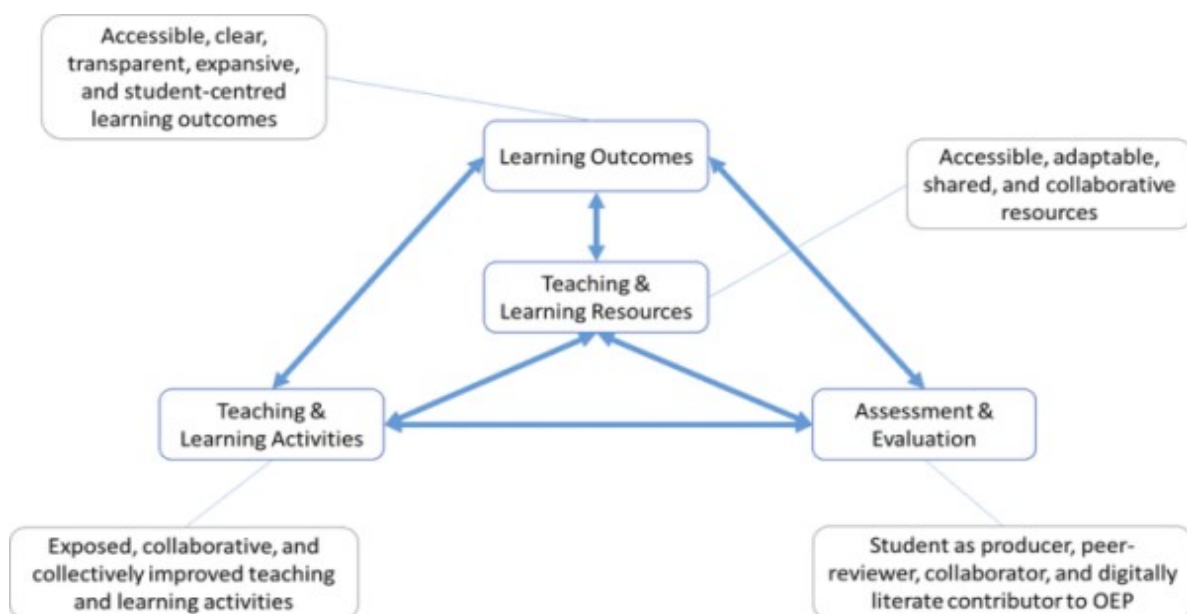 Accessible, clear,
transparent, expansive,
and student-centred
learning outcomes
Learning Outcomes
Accessible, adaptable,
shared, and collaborative
resources
Teaching &
Learning Resources
Teaching &
Learning Activities
Assessment &
Evaluation
Exposed, collaborative, and
collectively improved teaching
and learning activities
Student as producer, peer-
reviewer, collaborator, and digitally
literate contributor to OEP